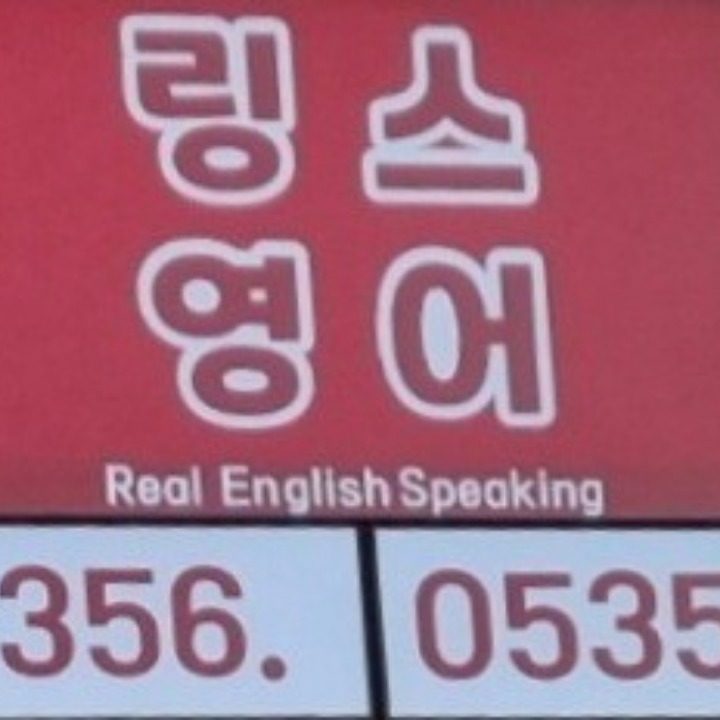 링스
영어
Real English Speaking
356. 0535